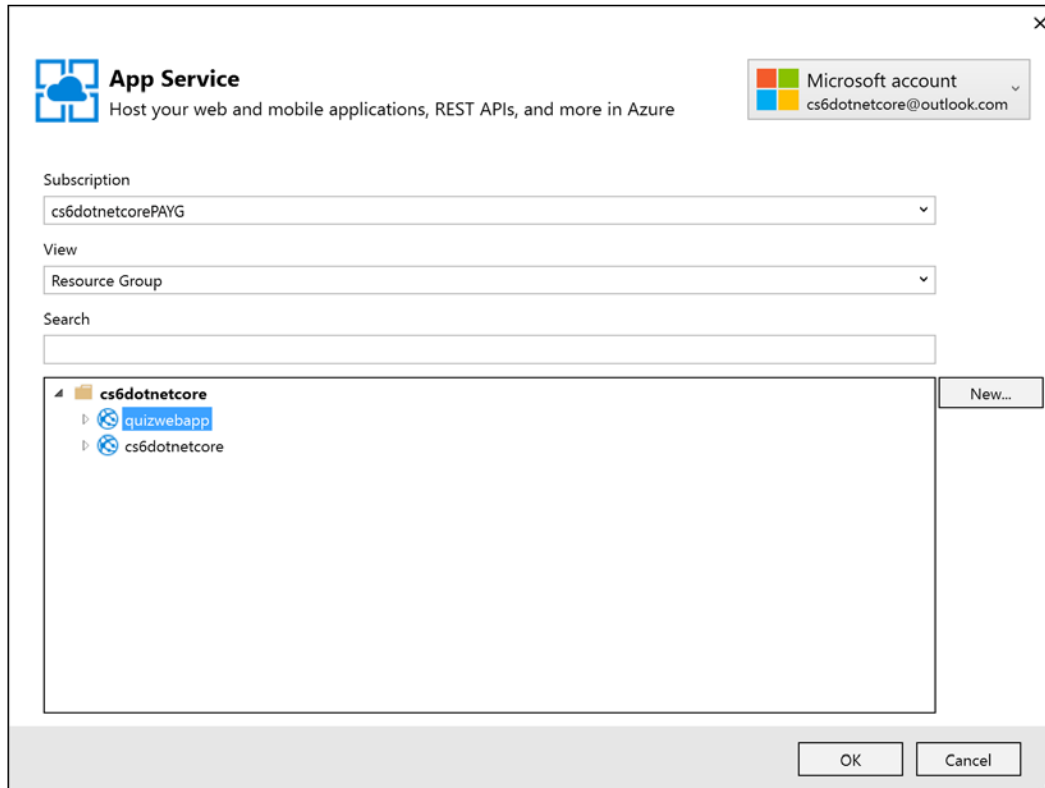 App Service
Host your web and mobile applications, REST APIs, and more in Azure
Microsoft account
cs6dotnetcore@outlook.com
Subscription
cs6dotnetcorePAYG
View
Resource Group
Search
cs6dotnetcore
New...
quizwebapp
cs6dotnetcore
OK
Cancel